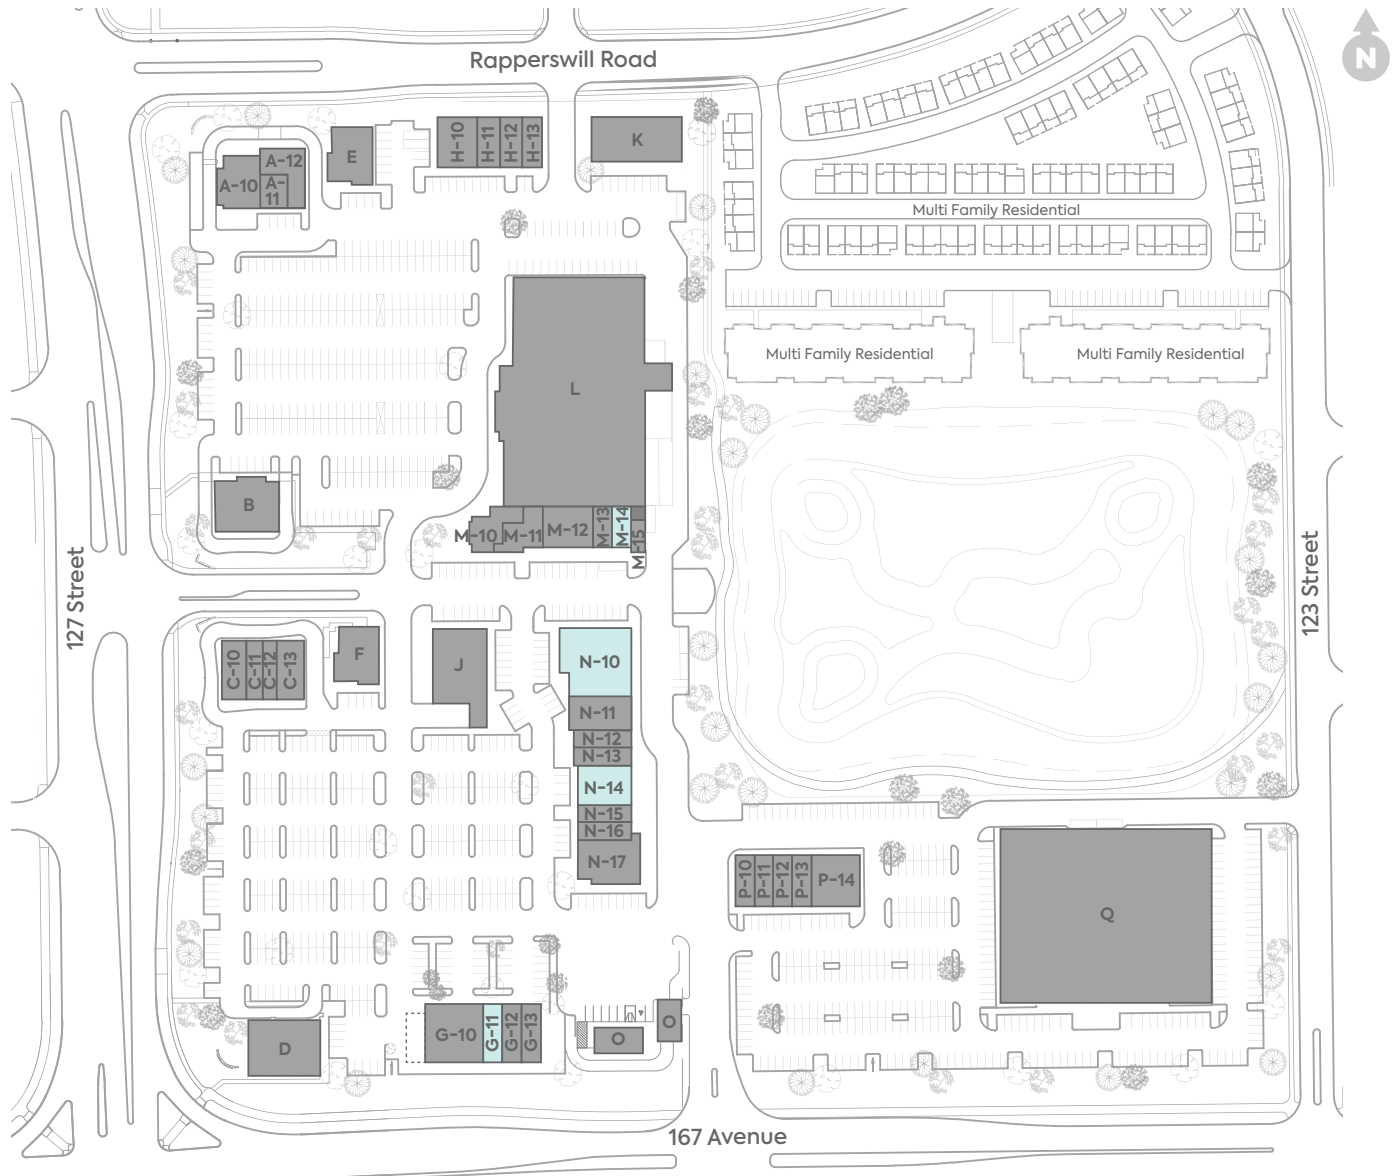 N
Rapperswill Road
A-10
A-12
A-
11
E
H-10
H-11
H-12
H-13
K
Multi Family Residential
Multi Family Residential
Multi Family Residential
L
B
M-10
M-11
M-12
M-13
M-14
M-15
127 Street
123 Street
C-10
C-11
C-12
C-13
F
J
N-10
N-11
N-12
N-13
N-14
N-15
N-16
N-17
P-10
P-11
P-12
P-13
P-14
Q
D
G-10
G-11
G-12
G-13
O
O
167 Avenue